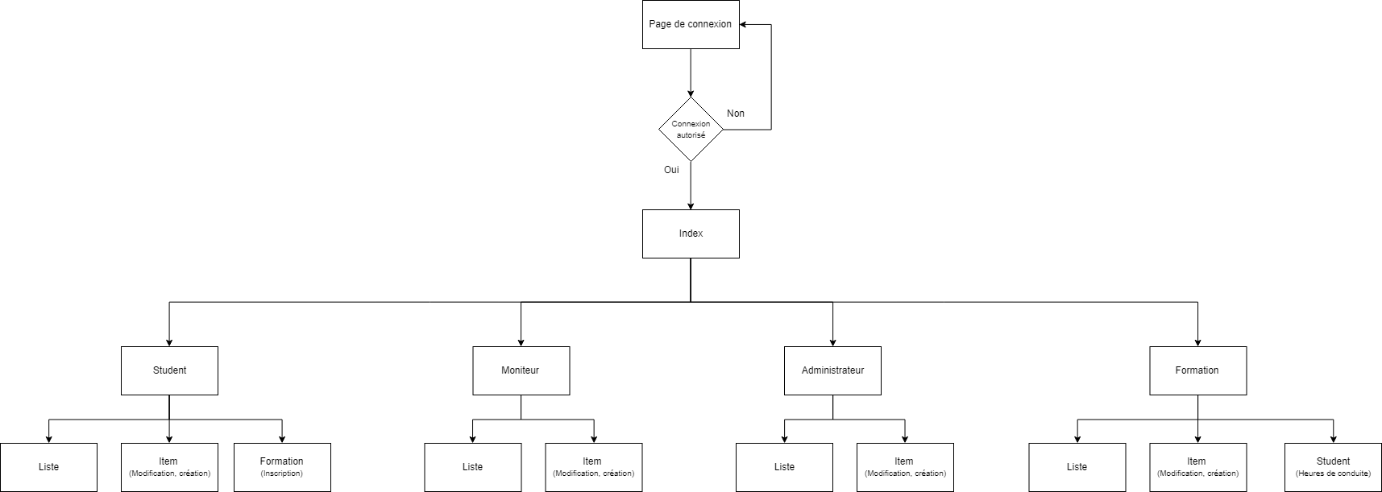 Page de connexion
Non
Connexion
autorisé
Oui
Index
Student
Moniteur
Administrateur
Formation
Liste
Item
(Modification, création)
Formation
(Inscription)
Liste
Item
(Modification, création)
Liste
Item
(Modification, création)
Liste
Item
(Modification, création)
Student
(Heures de conduite)